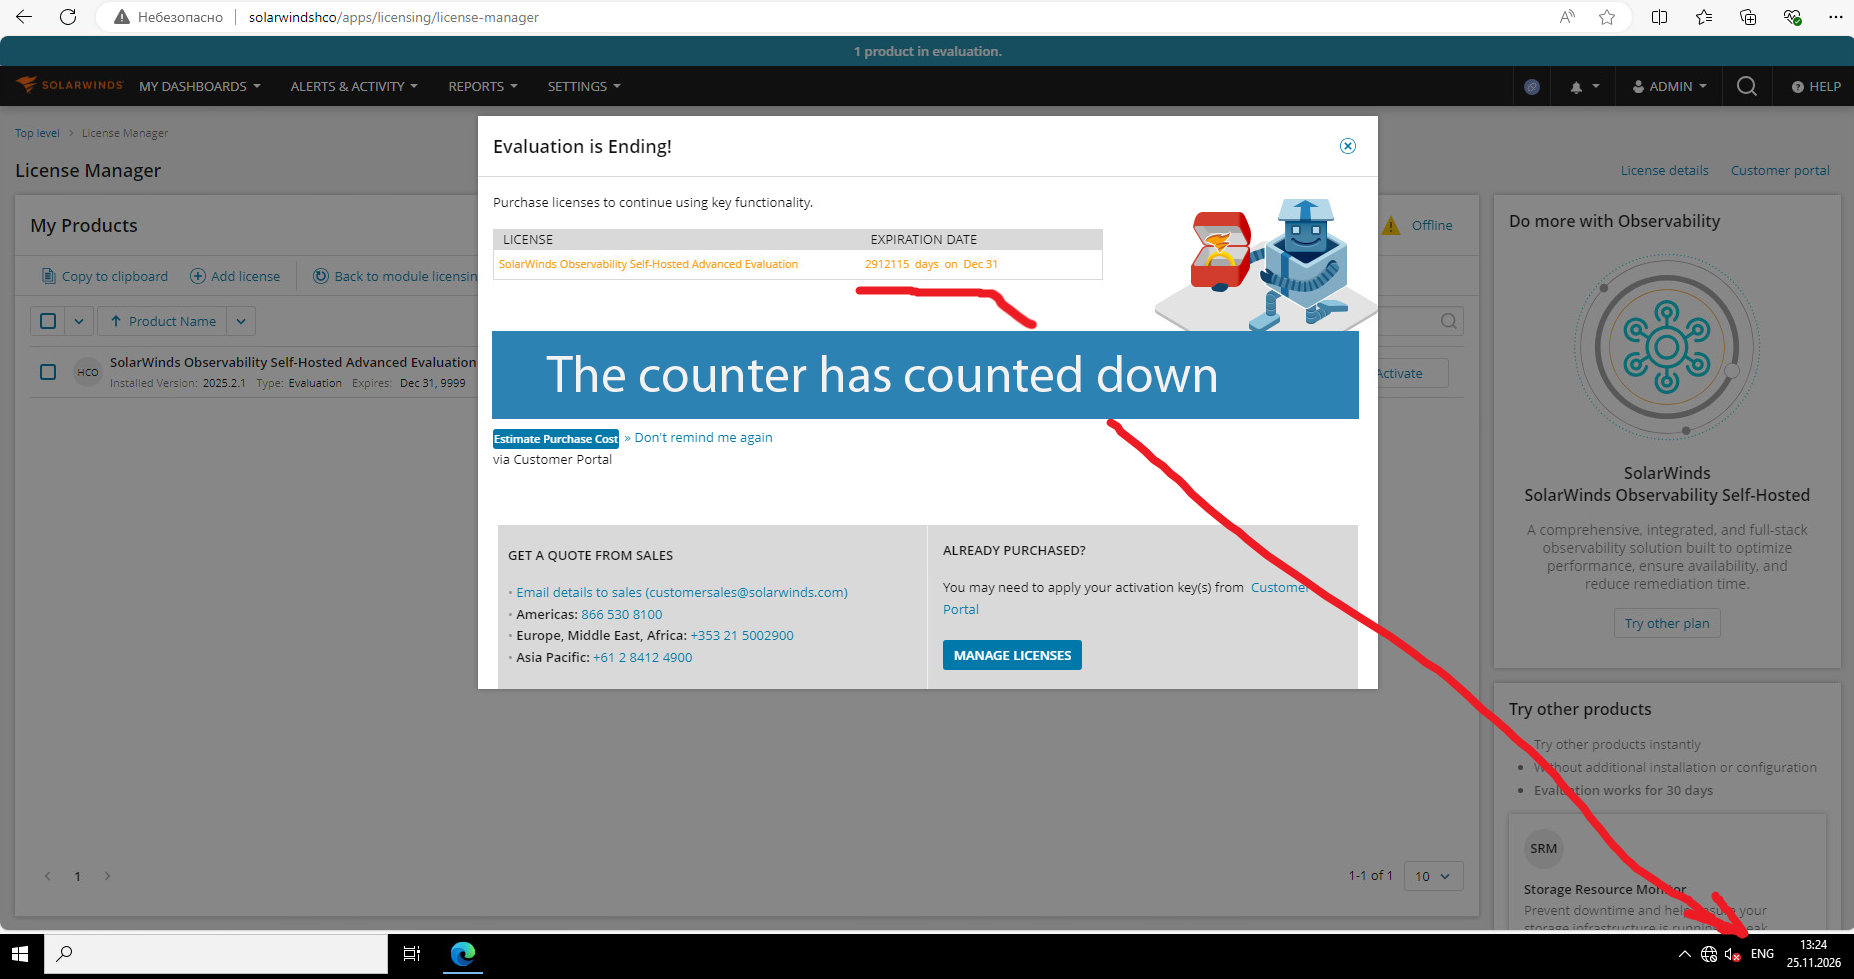 Небезопасно
solarwindshco/apps/licensing/license-manager
1 product in evaluation.
SOLARWINDS
MY DASHBOARDS
ALERTS & ACTIVITY
REPORTS
SETTINGS
ADMIN
HELP
Top level > License Manager
License Manager
License details
Customer portal
My Products
Offline
Copy to clipboard
Add license
Back to module licensin
Product Name
HCO
SolarWinds Observability Self-Hosted Advanced Evaluation
Installed Version: 2025.2.1 Type: Evaluation Expires: Dec 31, 9999
Activate
1
1-1 of 1
10
Evaluation is Ending!
Purchase licenses to continue using key functionality.
LICENSE EXPIRATION DATE
SolarWinds Observability Self-Hosted Advanced Evaluation 2912115 days on Dec 31
The counter has counted down
Estimate Purchase Cost » Don't remind me again
via Customer Portal
GET A QUOTE FROM SALES
• Email details to sales (customersales@solarwinds.com)
• Americas: 866 530 8100
• Europe, Middle East, Africa: +353 21 5002900
• Asia Pacific: +61 2 8412 4900
ALREADY PURCHASED?
You may need to apply your activation key(s) from Customer
Portal
MANAGE LICENSES
Do more with Observability
SolarWinds
SolarWinds Observability Self-Hosted
A comprehensive, integrated, and full-stack
observability solution built to optimize
performance, ensure availability, and
reduce remediation time.
Try other plan
Try other products
Try other products instantly
• Without additional installation or configuration
• Evaluation works for 30 days
SRM
Storage Resource Monitor
Prevent downtime and help ensure your
storage infrastructure is running
ENG
13:24
25.11.2026